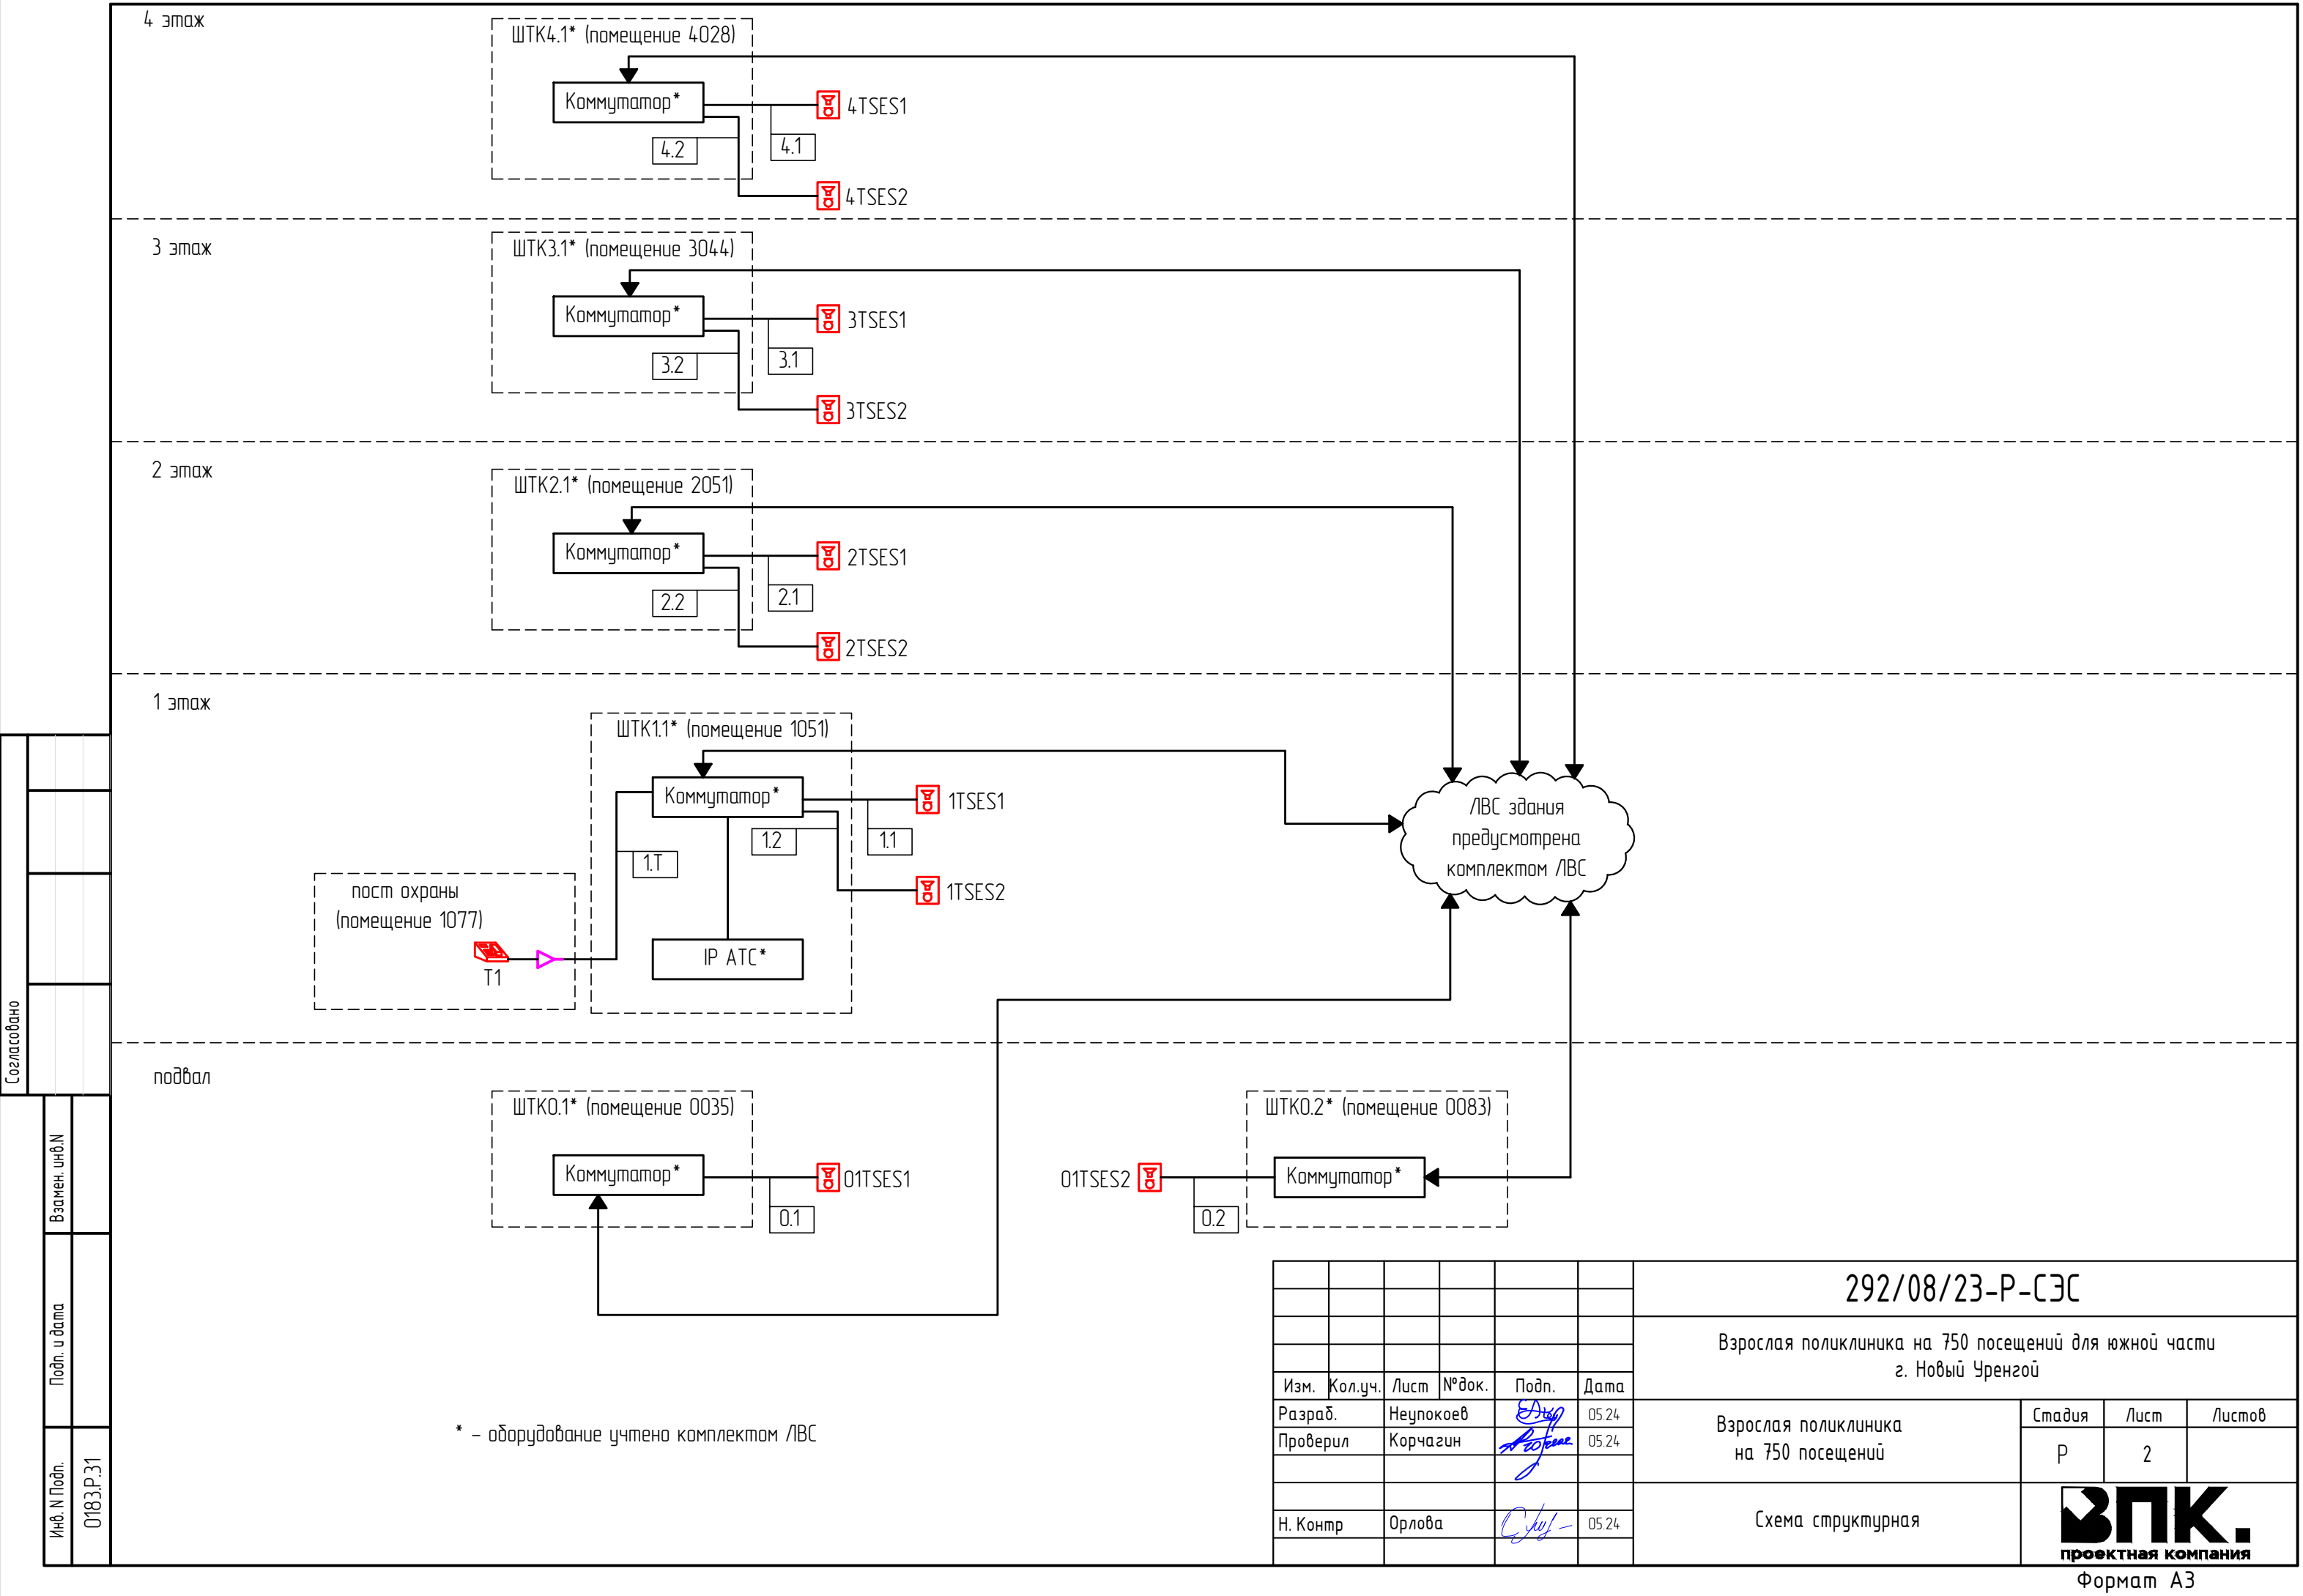 4 этаж
ШТК4.1* (помещение 4028)
Коммутатор*
4TSES1
4.2
4.1
4TSES2
3 этаж
ШТК3.1* (помещение 3044)
Коммутатор*
3TSES1
3.2
3.1
3TSES2
2 этаж
ШТК2.1* (помещение 2051)
Коммутатор*
2TSES1
2.2
2.1
2TSES2
1 этаж
ШТК1.1* (помещение 1051)
Коммутатор*
1TSES1
1.2
1.1
1.Т
1TSES2
пост охраны
(помещение 1077)
Т1
IP АТС*
ЛВС здания
предусмотрена
комплектом ЛВС
подвал
ШТК0.1* (помещение 0035)
Коммутатор*
01TSES1
0.1
ШТК0.2* (помещение 0083)
01TSES2
Коммутатор*
0.2
* – оборудование учтено комплектом ЛВС
Согласовано
Взамен. инв.N
Подп. и дата
Инв. N Подп.
0183.Р.31
292/08/23-Р-СЭС
Взрослая поликлиника на 750 посещений для южной части
г. Новый Уренгой
Изм. Кол.уч. Лист №док. Подп. Дата
Разраб. Неупокоев 05.24
Проверил Корчагин 05.24
Н. Контр Орлова 05.24
Взрослая поликлиника
на 750 посещений
Стадия Лист Листов
Р 2
Схема структурная
ЗПК.
проектная компания
Формат А3